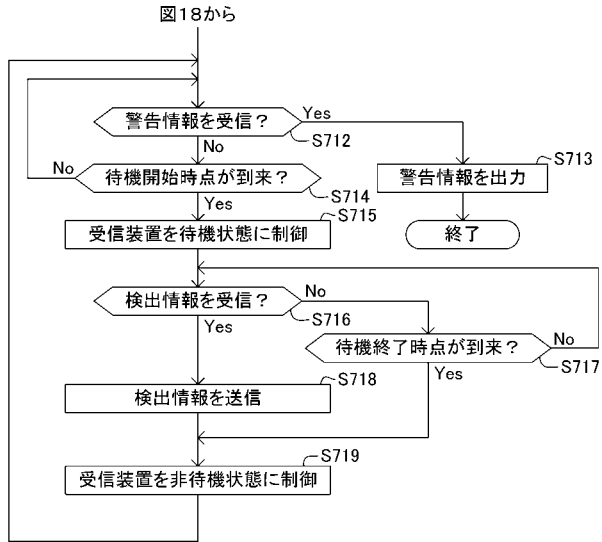 図18から
警告情報を受信?
Yes
S712
No
No
待機開始時点が到来?
S714
S713
警告情報を出力
終了
Yes
S715
受信装置を待機状態に制御
検出情報を受信?
No
S716
Yes
待機終了時点が到来?
No
S717
Yes
S718
検出情報を送信
S719
受信装置を非待機状態に制御